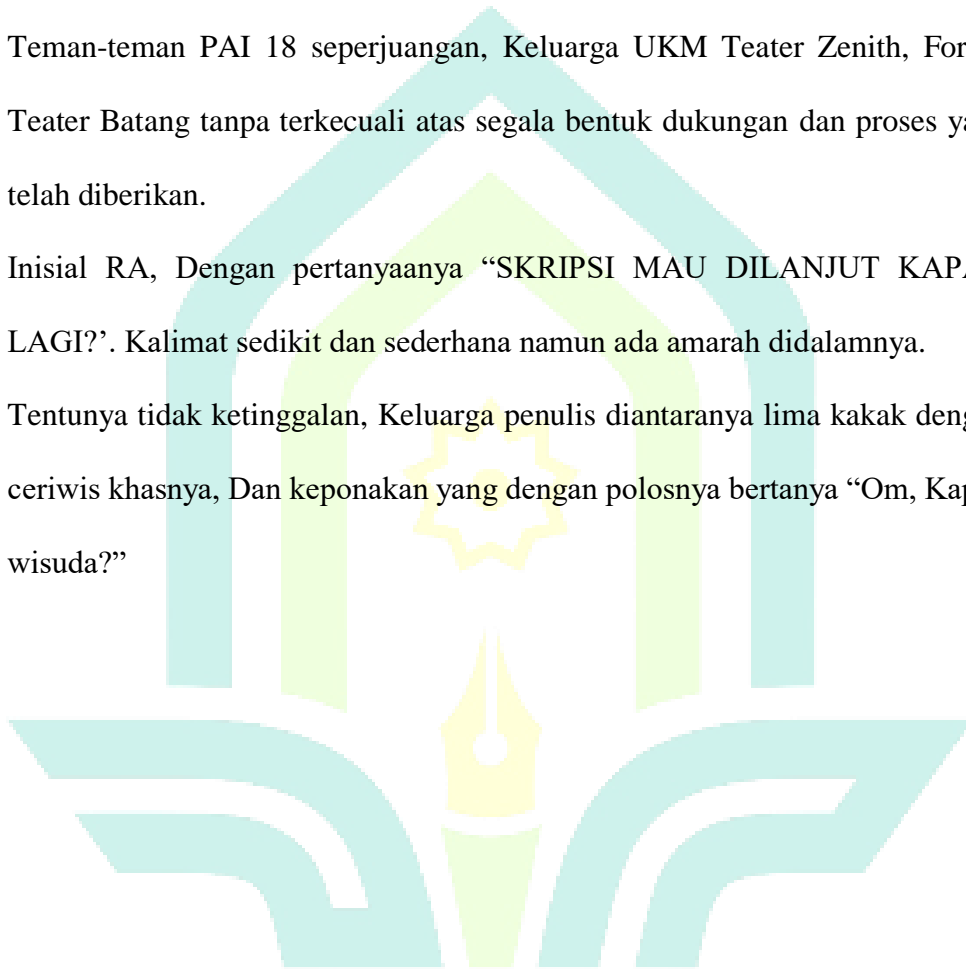 Teman-teman PAI 18 seperjuangan, Keluarga UKM Teater Zenith, For
Teater Batang tanpa terkecuali atas segala bentuk dukungan dan proses ya
telah diberikan.
Inisial RA, Dengan pertanyaanya “SKRIPSI MAU DILANJUT KAPA
LAGI?’. Kalimat sedikit dan sederhana namun ada amarah didalamnya.
Tentunya tidak ketinggalan, Keluarga penulis diantaranya lima kakak deng
ceriwis khasnya, Dan keponakan yang dengan polosnya bertanya “Om, Kap
wisuda?”